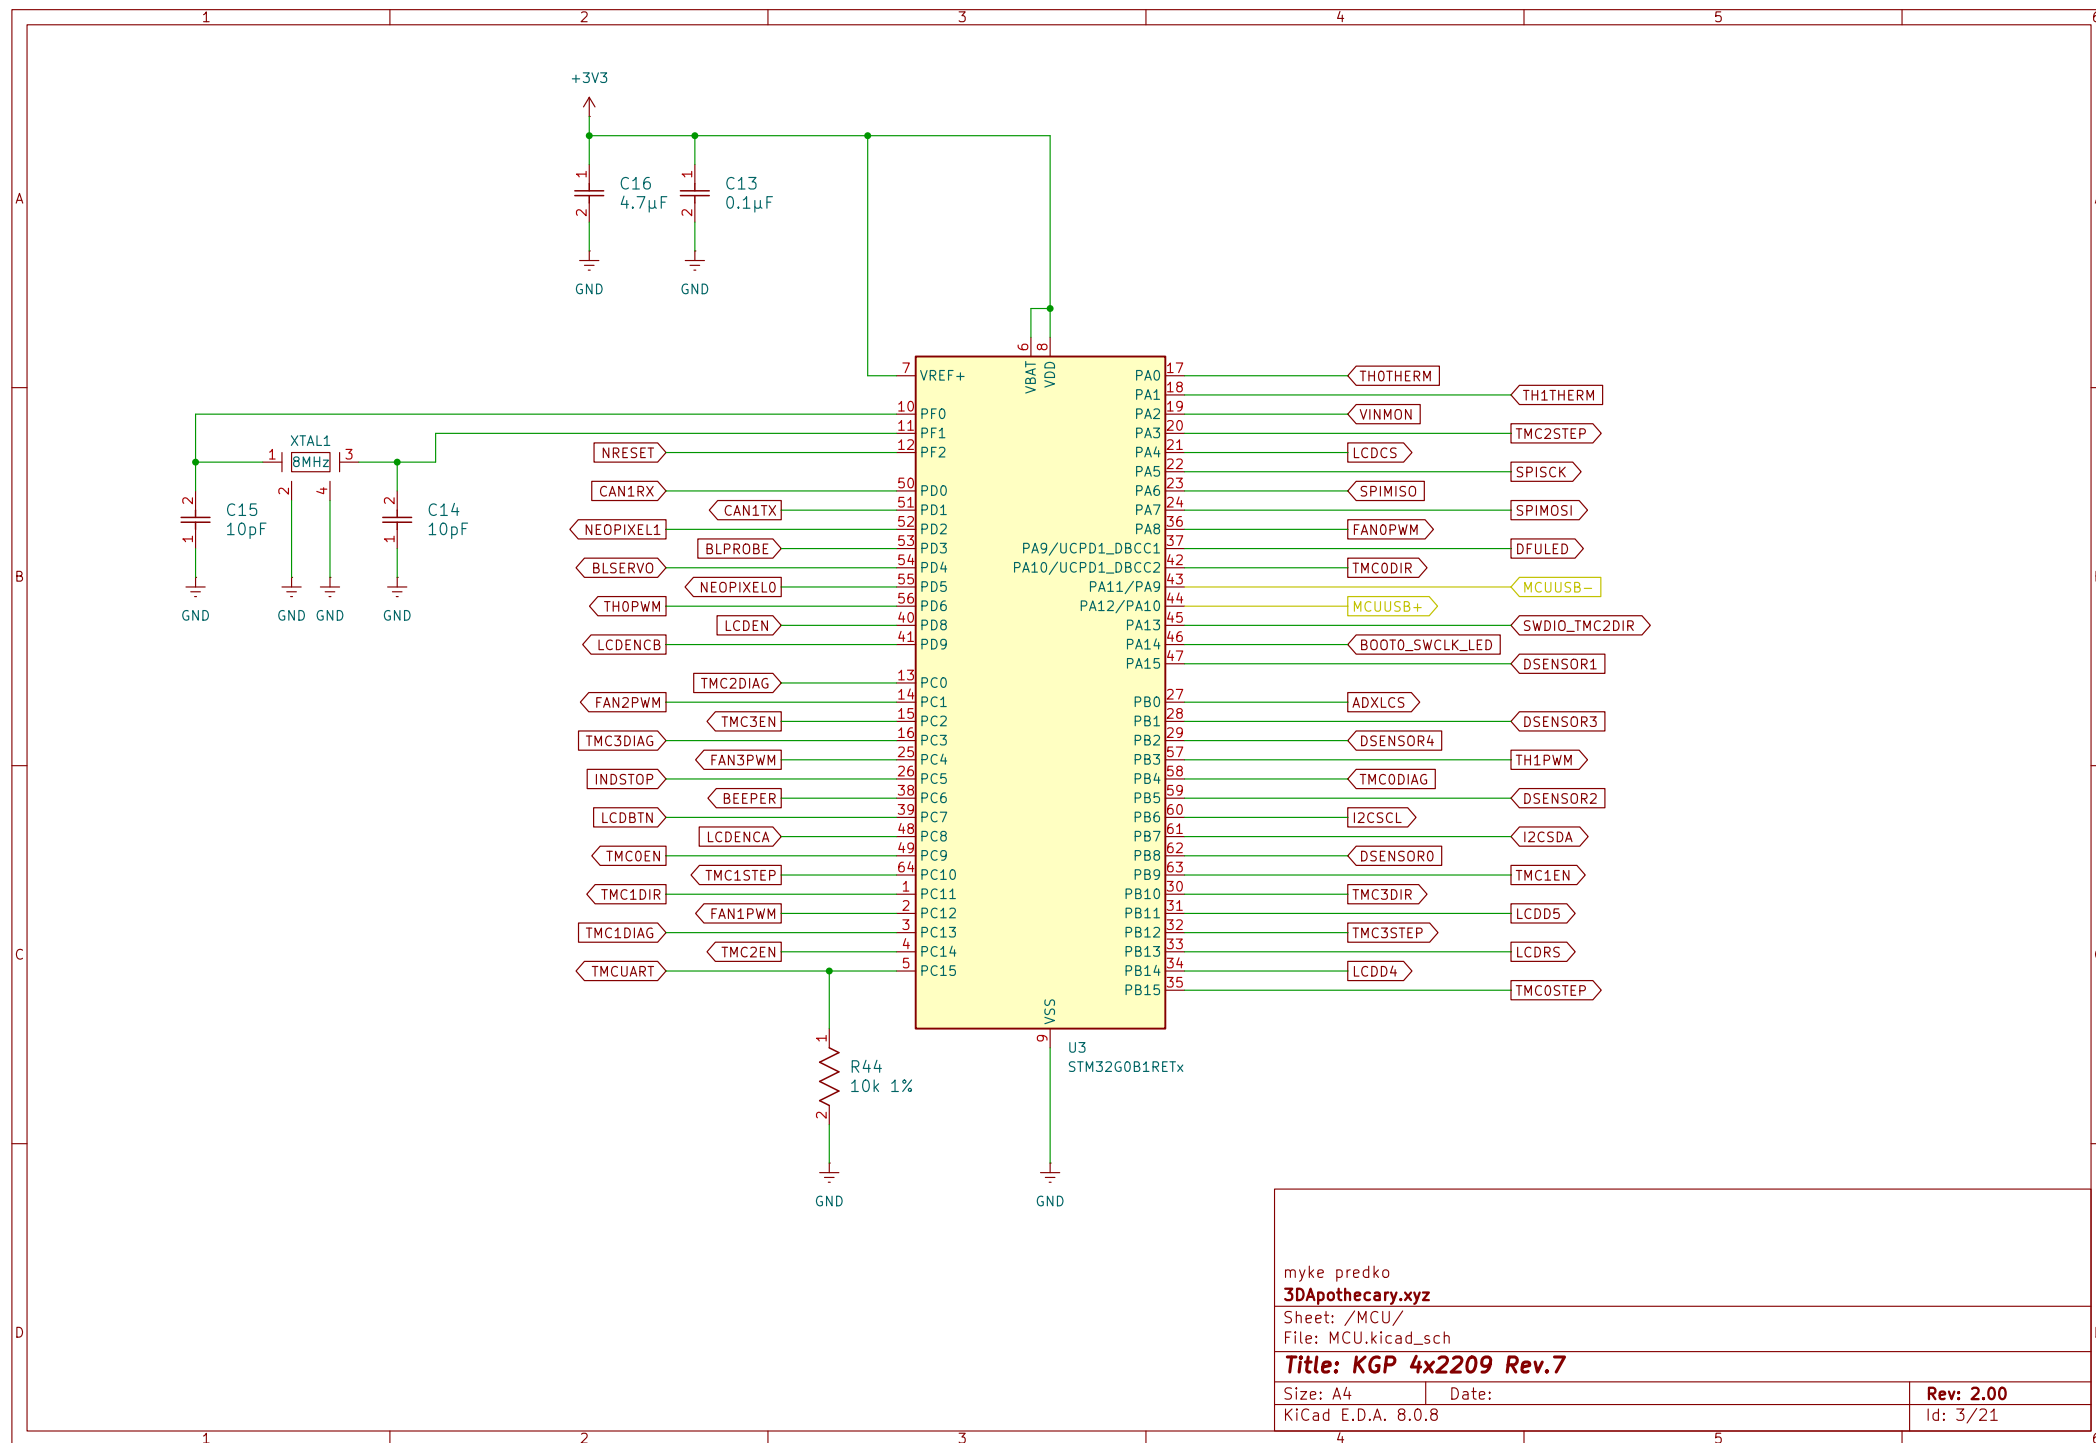 1 2 3 4 5 6
+3V3
C16
4.7µF
1
2
C13
0.1µF
1
2
GND
GND
A
A
6
8
VBAT
VDD
7 VREF+
10 PF0
11 PF1
NRESET 12 PF2
XTAL1
8MHz
1
3
2
4
C15
10pF
2
1
C14
10pF
2
1
GND
GND
GND
GND
CAN1RX 50 PD0
CAN1TX 51 PD1
NEOPIXEL1 52 PD2
BLPROBE 53 PD3
BLSERVO 54 PD4
NEOPIXEL0 55 PD5
TH0PWM 56 PD6
LCDEN 40 PD8
LCDENCB 41 PD9
TMC2DIAG 13 PC0
FAN2PWM 14 PC1
TMC3EN 15 PC2
TMC3DIAG 16 PC3
FAN3PWM 25 PC4
INDSTOP 26 PC5
BEEPER 38 PC6
LCDBTN 39 PC7
LCDENCA 48 PC8
TMC0EN 49 PC9
TMC1STEP 64 PC10
TMC1DIR 1 PC11
FAN1PWM 2 PC12
TMC1DIAG 3 PC13
TMC2EN 4 PC14
TMCUART 5 PC15
PA0 17 TH0THERM
PA1 18 TH1THERM
PA2 19 VINMON
PA3 20 TMC2STEP
PA4 21 LCDCS
PA5 22 SPISCK
PA6 23 SPIMISO
PA7 24 SPIMOSI
PA8 36 FAN0PWM
PA9/UCPD1_DBCC1 37 DFULED
PA10/UCPD1_DBCC2 42 TMC0DIR
PA11/PA9 43 MCUUSB-
PA12/PA10 44 MCUUSB+
PA13 45 SWDIO_TMC2DIR
PA14 46 BOOT0_SWCLK_LED
PA15 47 DSENSOR1
PB0 27 ADXLCS
PB1 28 DSENSOR3
PB2 29 DSENSOR4
PB3 57 TH1PWM
PB4 58 TMC0DIAG
PB5 59 DSENSOR2
PB6 60 I2CSCL
PB7 61 I2CSDA
PB8 62 DSENSOR0
PB9 63 TMC1EN
PB10 30 TMC3DIR
PB11 31 LCDD5
PB12 32 TMC3STEP
PB13 33 LCDRS
PB14 34 LCDD4
PB15 35 TMC0STEP
VSS
9
U3
STM32G0B1RETx
R44
10k 1%
1
2
GND
GND
B
C
D
myke predko
3DApothecary.xyz
Sheet: /MCU/
File: MCU.kicad_sch
Title: KGP 4x2209 Rev.7
Size: A4 Date: Rev: 2.00
KiCad E.D.A. 8.0.8 Id: 3/21
1 2 3 4 5 6